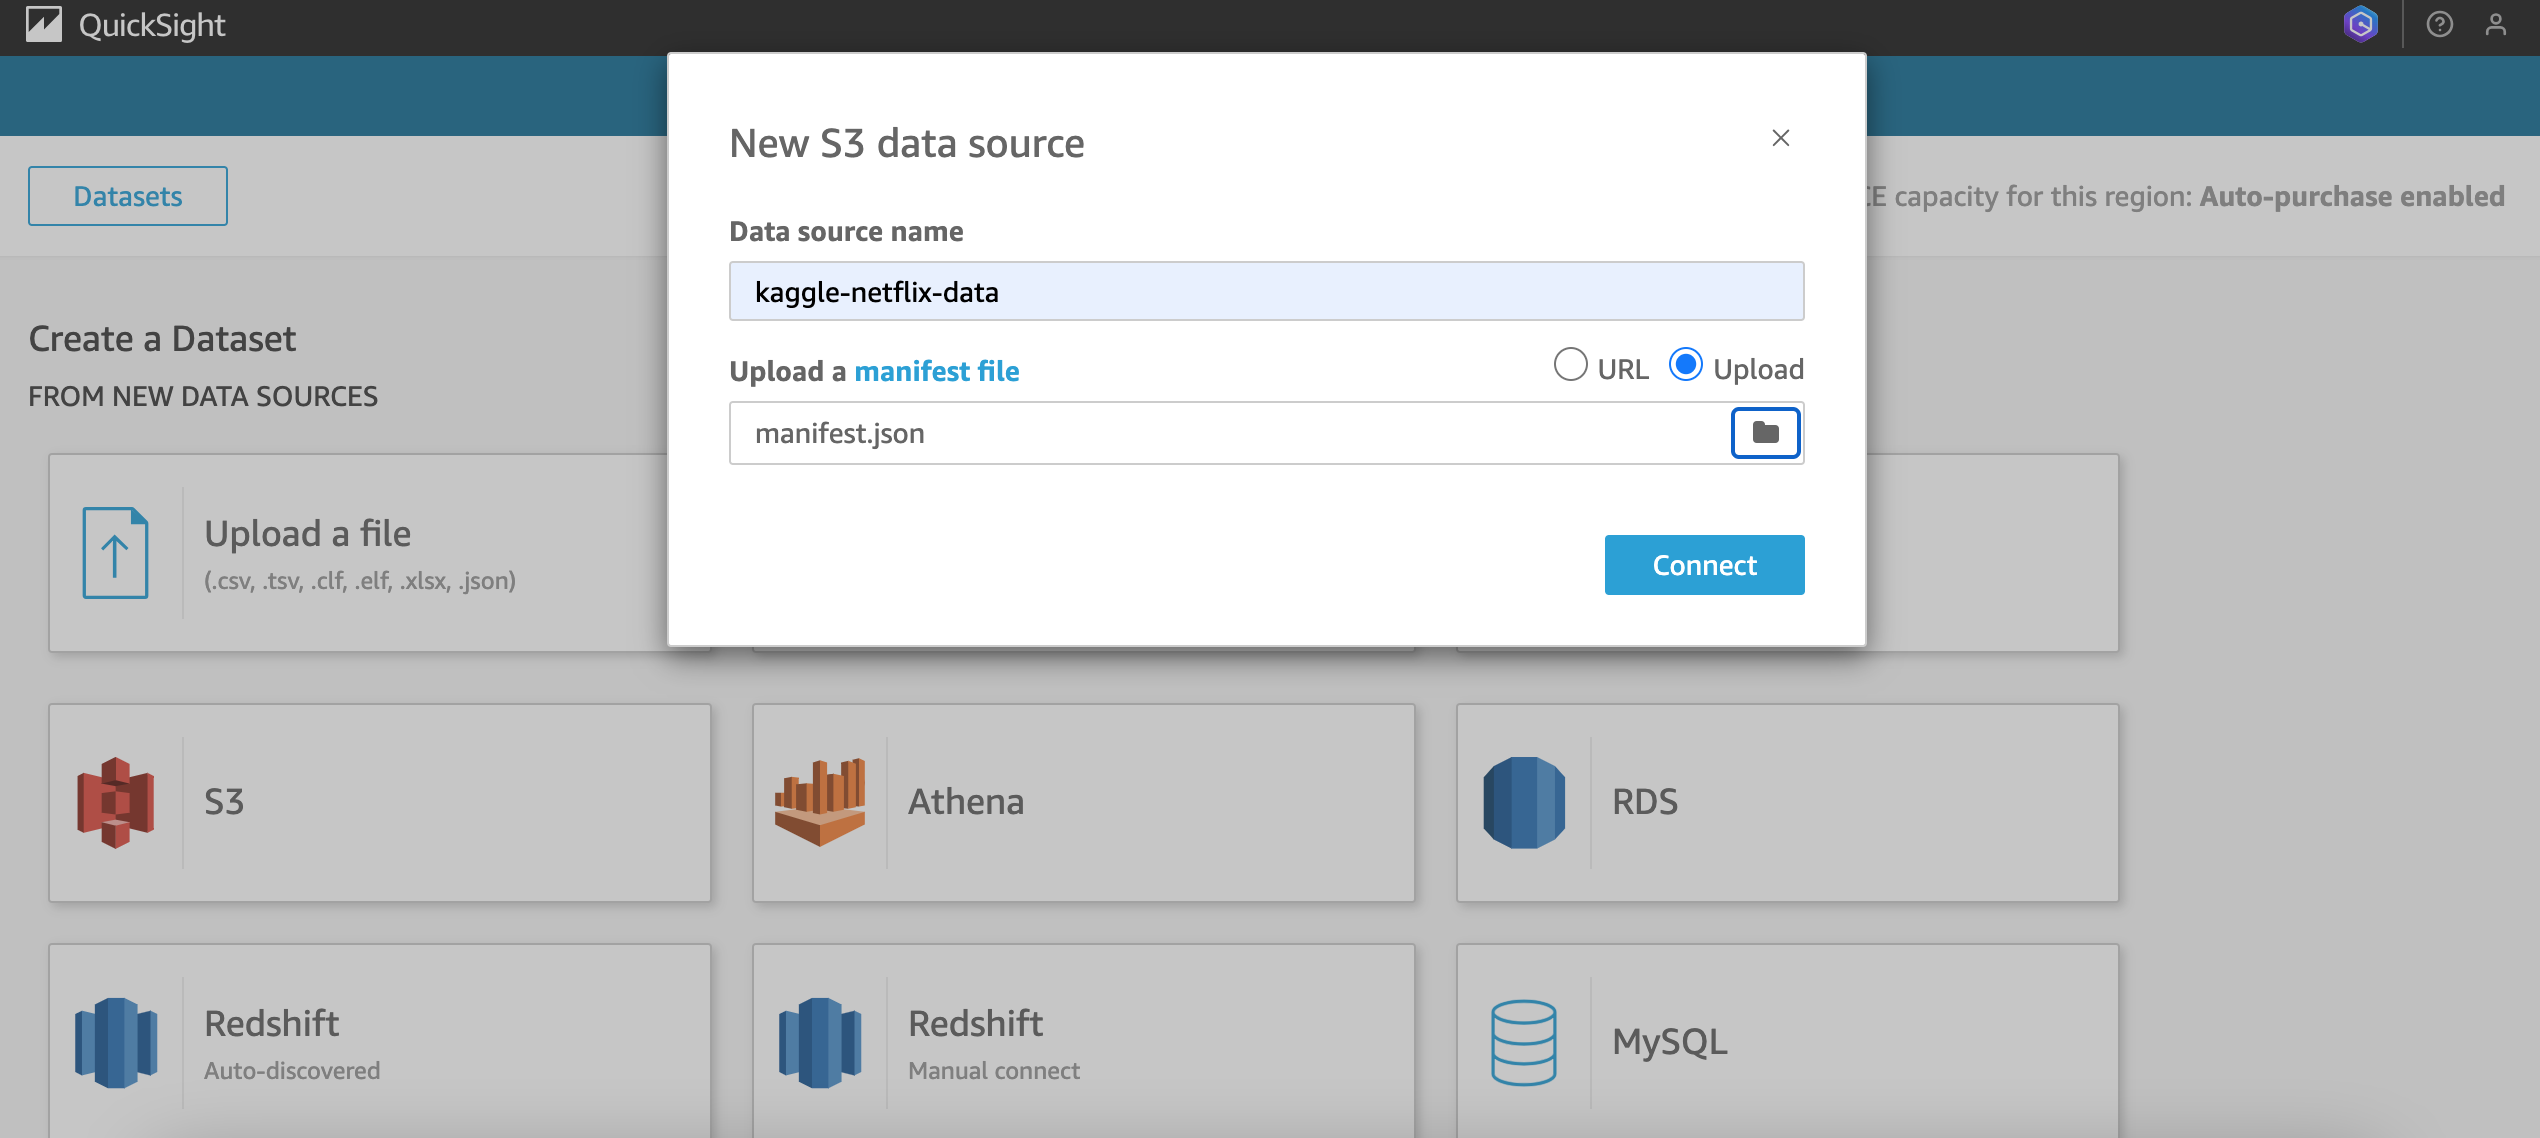 QuickSight
New S3 data source
Datasets
CE capacity for this region: Auto-purchase enabled
Data source name
kaggle-netflix-data
Upload a manifest file
URL
Upload
manifest.json
Connect
Create a Dataset
FROM NEW DATA SOURCES
Upload a file
(.csv, .tsv, .clf, .elf, .xlsx, .json)
S3
Athena
RDS
Redshift
Auto-discovered
Redshift
Manual connect
MySQL